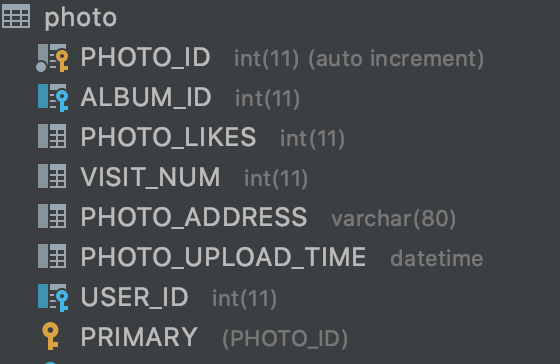 photo
PHOTO_ID int(11) (auto increment)
ALBUM_ID int(11)
PHOTO_LIKES int(11)
VISIT_NUM int(11)
PHOTO_ADDRESS varchar(80)
PHOTO_UPLOAD_TIME datetime
USER_ID int(11)
PRIMARY (PHOTO_ID)